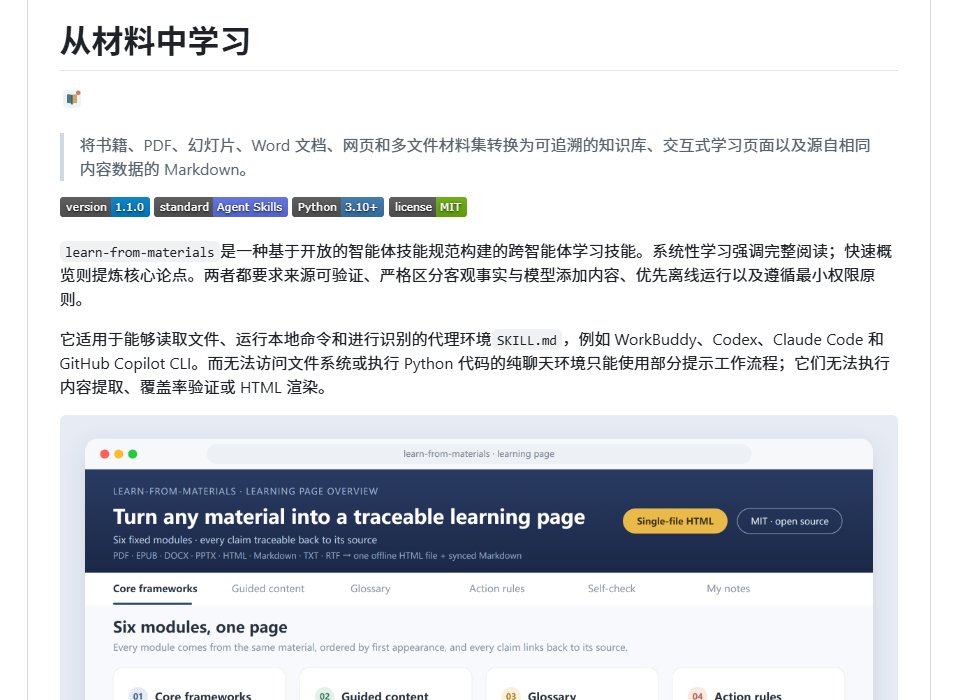 从材料中学习
将书籍、PDF、幻灯片、Word 文档、网页和多文件材料集转换为可追溯的知识库、交互式学习页面以及源自相同
内容数据的 Markdown。
version 1.1.0 standard Agent Skills Python 3.10+ license MIT
learn-from-materials 是一种基于开放的智能体技能规范构建的跨智能体学习技能。系统性学习强调完整阅读；快速概
览则提炼核心论点。两者都要求来源可验证、严格区分客观事实与模型添加内容、优先离线运行以及遵循最小权限原
则。
它适用于能够读取文件、运行本地命令和进行识别的代理环境 SKILL.md ，例如 WorkBuddy、Codex、Claude Code 和
GitHub Copilot CLI。而无法访问文件系统或执行 Python 代码的纯聊天环境只能使用部分提示工作流程；它们无法执行
内容提取、覆盖率验证或 HTML 渲染。
learn-from-materials · learning page
LEARN-FROM-MATERIALS · LEARNING PAGE OVERVIEW
Turn any material into a traceable learning page
Single-file HTML
MIT · open source
Six fixed modules · every claim traceable back to its source
PDF · EPUB · DOCX · PPTX · HTML · Markdown · TXT · RTF → one offline HTML file + synced Markdown
Core frameworks Guided content Glossary Action rules Self-check My notes
Six modules, one page
Every module comes from the same material, ordered by first appearance, and every claim links back to its source.
01 Core frameworks 02 Guided content 03 Glossary 04 Action rules